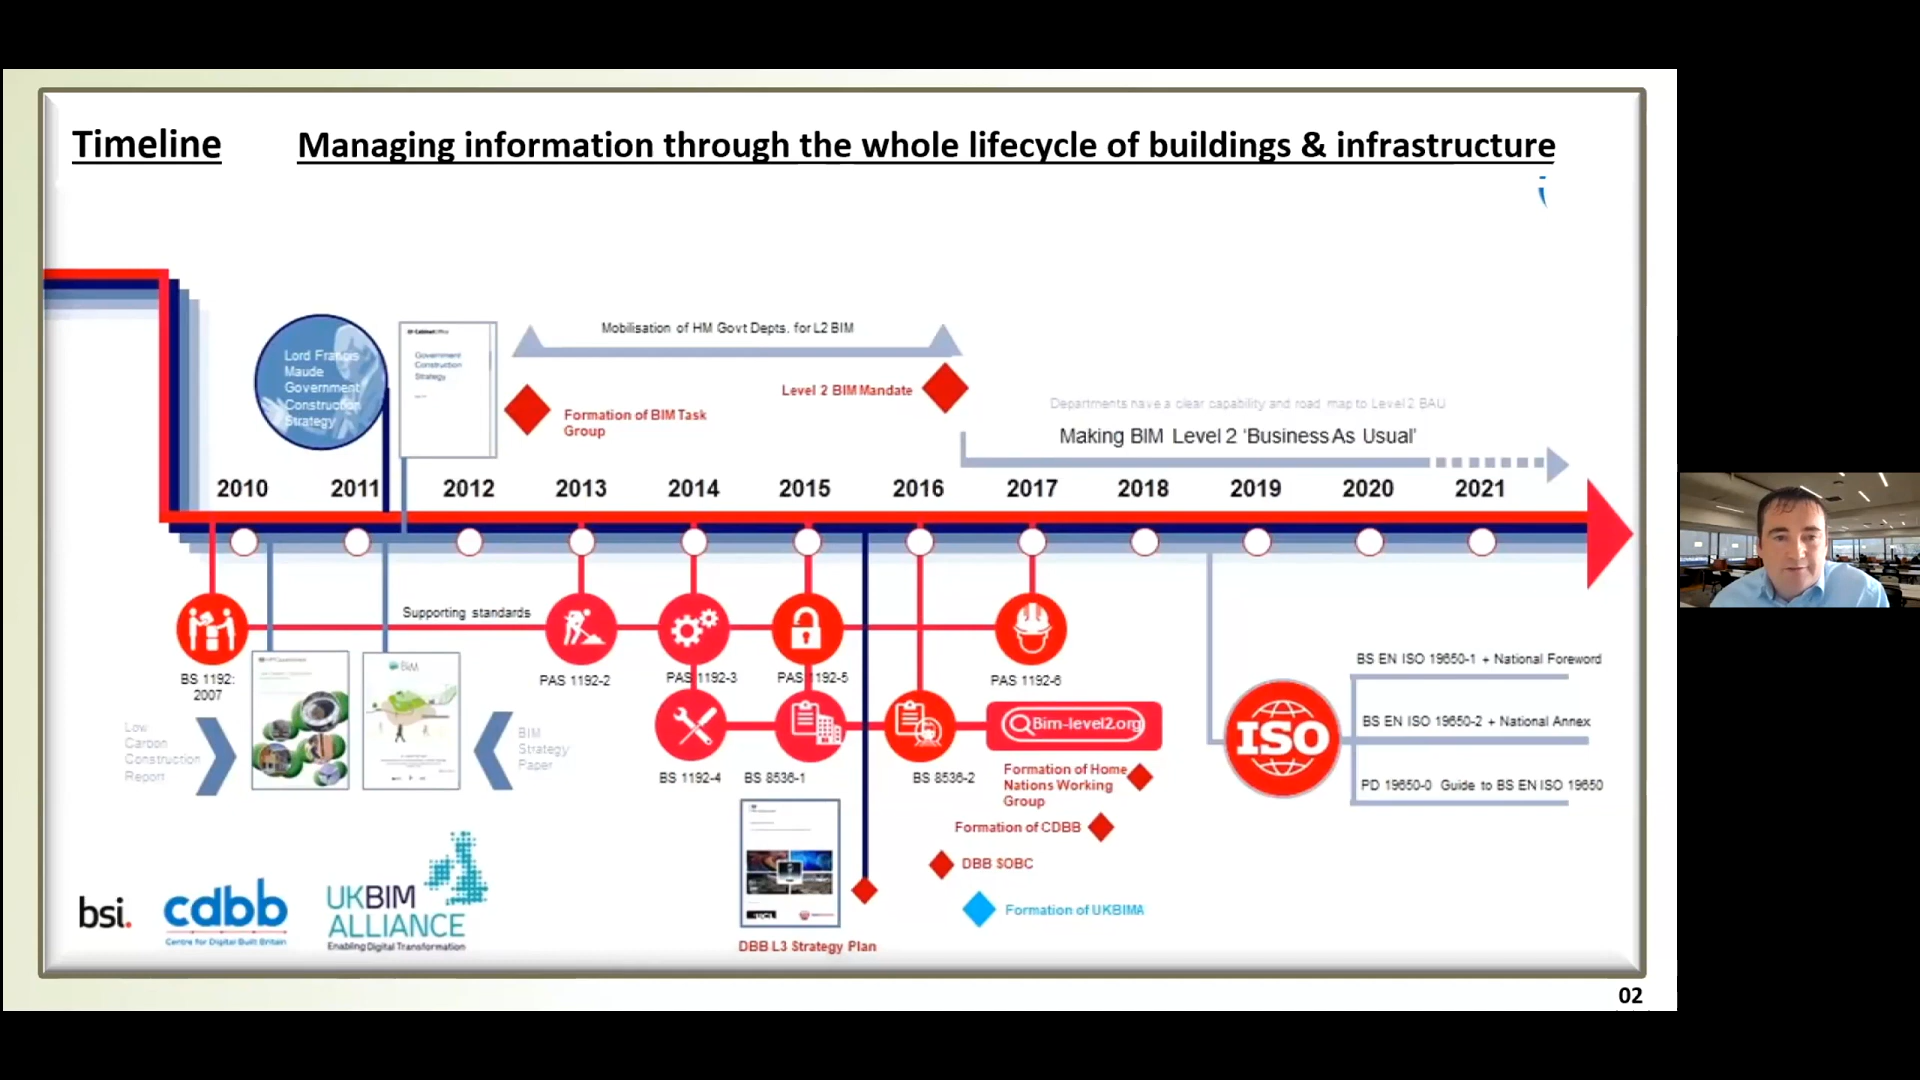 Timeline
Managing information through the whole lifecycle of buildings & infrastructure
Lord Francis
Maude
Government
Construction
Strategy
Cabinet Office
Government
Construction
Strategy
Mobilisation of HM Govt Depts. for L2 BIM
Formation of BIM Task
Group
Level 2 BIM Mandate
Departments have a clear capability and road map to Level 2 BAU
Making BIM Level 2 'Business As Usual'
2010
2011
2012
2013
2014
2015
2016
2017
2018
2019
2020
2021
Supporting standards
BS 1192:
2007
PAS 1192-2
PAS 1192-3
PAS 1192-5
PAS 1192-6
Low
Carbon
Construction
Report
BIM
BIM
Strategy
Paper
BS 1192-4
BS 8536-1
BS 8536-2
Bim-level2.org
Formation of Home
Nations Working
Group
Formation of CDBB
DBB SOBC
Formation of UKBIMA
UCL
DBB L3 Strategy Plan
ISO
BS EN ISO 19650-1 + National Foreword
BS EN ISO 19650-2 + National Annex
PD 19650-0 Guide to BS EN ISO 19650
bsi.
cdbb
Centre for Digital Built Britain
UKBIM
ALLIANCE
Enabling Digital Transformation
02